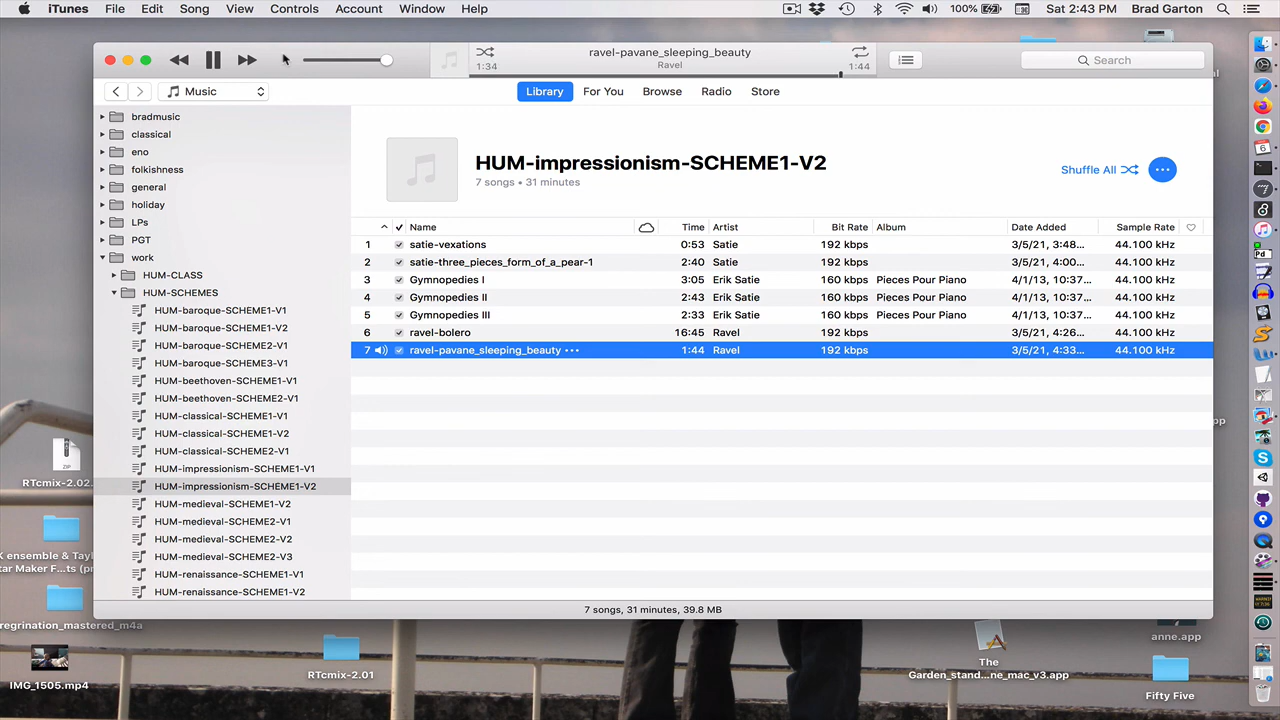 iTunes File Edit Song View Controls Account Window Help 100% Sat 2:43 PM Brad Garton
ravel-pavane_sleeping_beauty
1:34 Ravel 1:44
Search
Music Library For You Browse Radio Store
bradmusic
classical
eno
folkishness
general
holiday
LPs
PGT
work
HUM-CLASS
HUM-SCHEMES
HUM-baroque-SCHEME1-V1
HUM-baroque-SCHEME1-V2
HUM-baroque-SCHEME2-V1
HUM-baroque-SCHEME3-V1
HUM-beethoven-SCHEME1-V1
HUM-beethoven-SCHEME2-V1
HUM-classical-SCHEME1-V1
HUM-classical-SCHEME1-V2
HUM-classical-SCHEME2-V1
HUM-impressionism-SCHEME1-V1
HUM-impressionism-SCHEME1-V2
HUM-medieval-SCHEME1-V2
HUM-medieval-SCHEME2-V1
HUM-medieval-SCHEME2-V2
HUM-medieval-SCHEME2-V3
HUM-renaissance-SCHEME1-V1
HUM-renaissance-SCHEME1-V2
HUM-impressionism-SCHEME1-V2
7 songs • 31 minutes
Shuffle All
Name Time Artist Bit Rate Album Date Added Sample Rate
1 satie-vexations 0:53 Satie 192 kbps 3/5/21, 3:48... 44.100 kHz
2 satie-three_pieces_form_of_a_pear-1 2:40 Satie 192 kbps 3/5/21, 4:00... 44.100 kHz
3 Gymnopedies I 3:05 Erik Satie 160 kbps Pieces Pour Piano 4/1/13, 10:37... 44.100 kHz
4 Gymnopedies II 2:43 Erik Satie 160 kbps Pieces Pour Piano 4/1/13, 10:37... 44.100 kHz
5 Gymnopedies III 2:33 Erik Satie 160 kbps Pieces Pour Piano 4/1/13, 10:37... 44.100 kHz
6 ravel-bolero 16:45 Ravel 192 kbps 3/5/21, 4:26... 44.100 kHz
7 ravel-pavane_sleeping_beauty ••• 1:44 Ravel 192 kbps 3/5/21, 4:33... 44.100 kHz
7 songs, 31 minutes, 39.8 MB
ZIP
RTcmix-2.02.
K ensemble & Tayl
tar Maker F...ts (pr
regrination_mastered_m4a
IMG_1505.mp4
RTcmix-2.01
The
Garden_stand...ne_mac_v3.app
anne.app
Fifty Five
pp
Pd